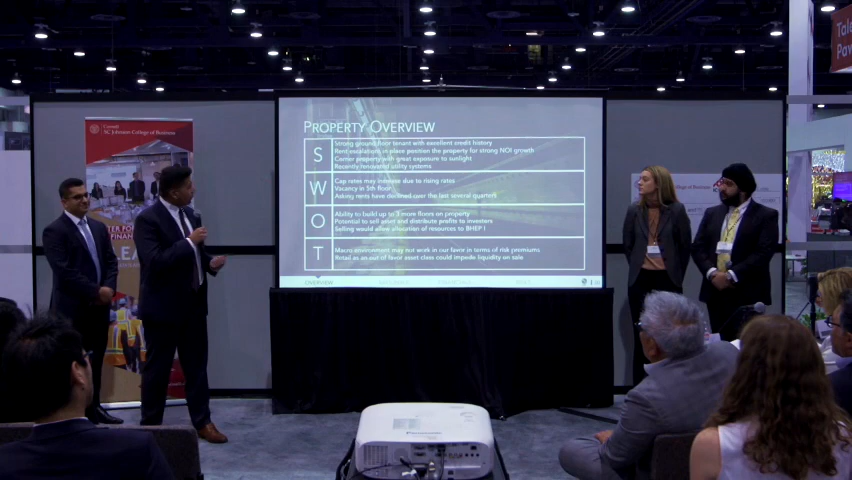 Cornell
SC Johnson College of Business
PROPERTY OVERVIEW
S
Strong ground floor tenant with excellent credit history
Rent escalations in place position the property for strong NOI growth
Corner property with great exposure to sunlight
Recently renovated utility systems
W
Cap rates may increase due to rising rates
Vacancy in 5th floor
Asking rents have declined over the last several quarters
O
Ability to build up to 3 more floors on property
Potential to sell asset and distribute profits to investors
Selling would allow allocation of resources to BHEP I
T
Macro environment may not work in our favor in terms of risk premiums
Retail as an out of favor asset class could impede liquidity on sale
OVERVIEW
College of Business
Panasonic